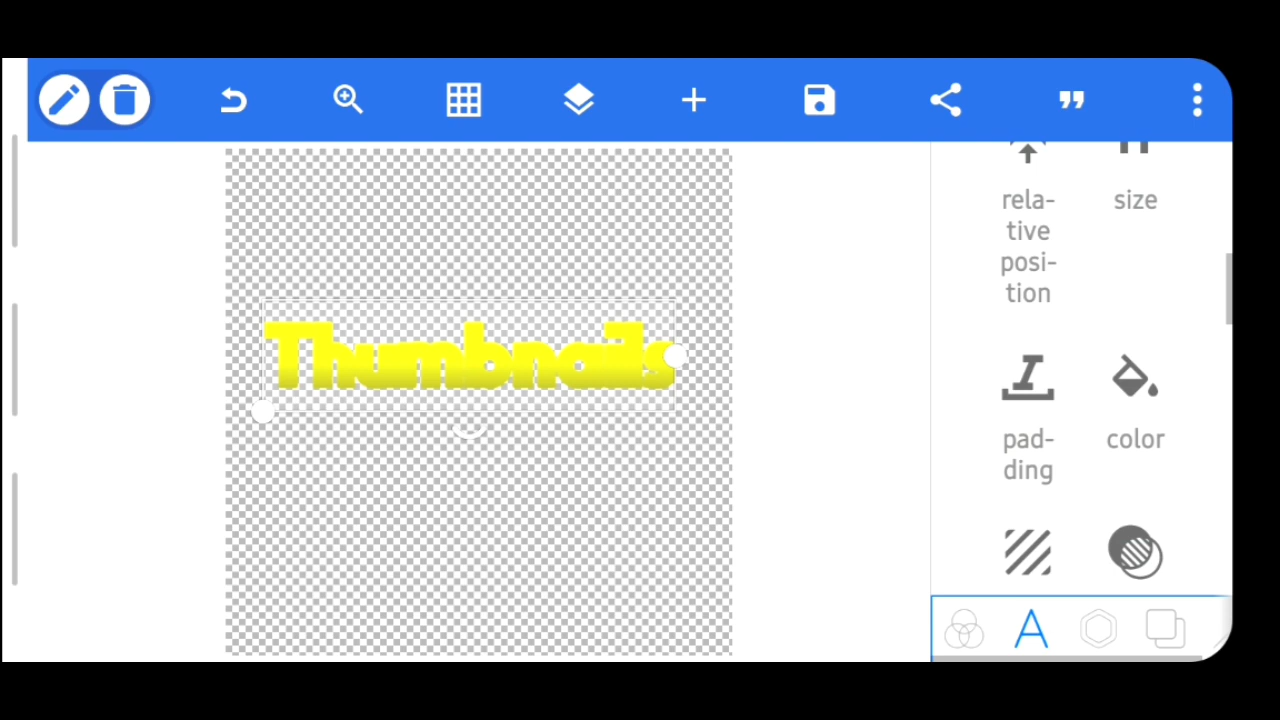 rela-
tive
posi-
tion
size
Thumbnails
pad-
ding
color